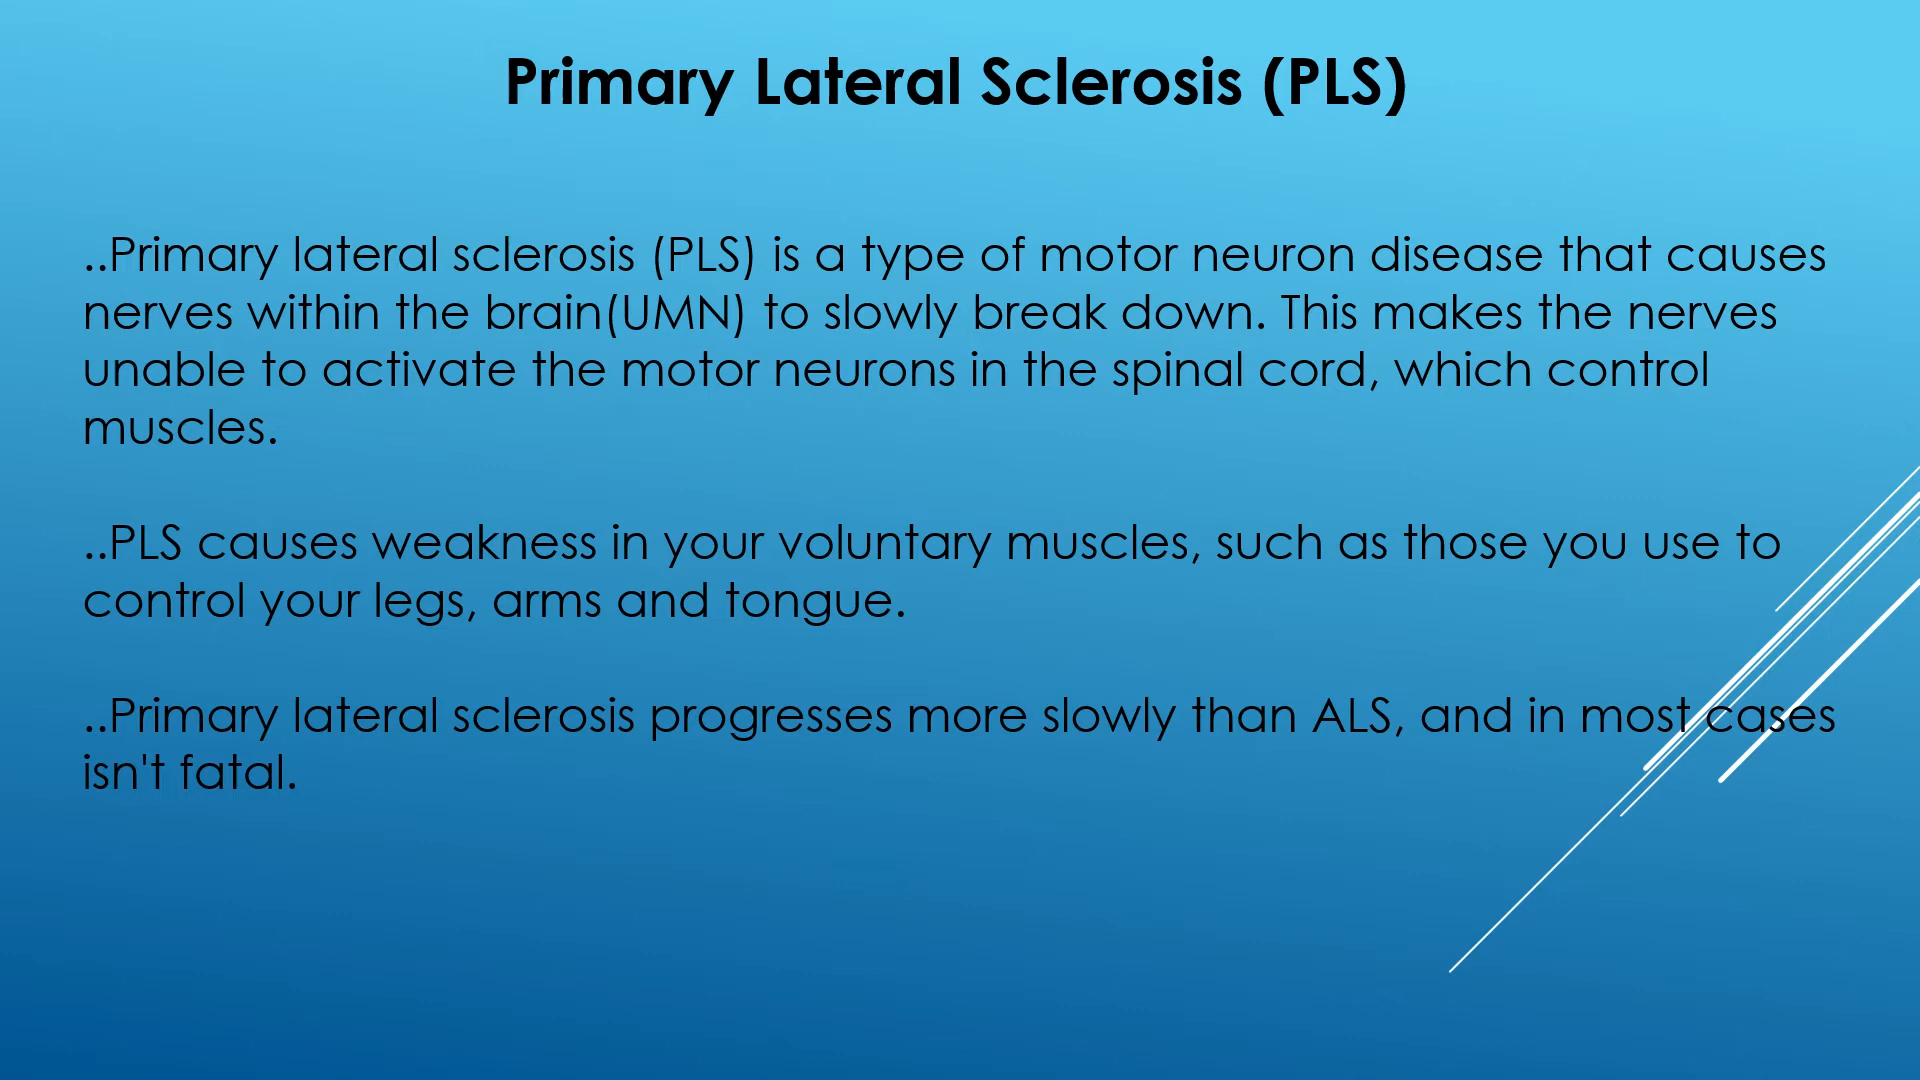 Primary Lateral Sclerosis (PLS)
..Primary lateral sclerosis (PLS) is a type of motor neuron disease that causes
nerves within the brain(UMN) to slowly break down. This makes the nerves
unable to activate the motor neurons in the spinal cord, which control
muscles.
..PLS causes weakness in your voluntary muscles, such as those you use to
control your legs, arms and tongue.
..Primary lateral sclerosis progresses more slowly than ALS, and in most cases
isn't fatal.